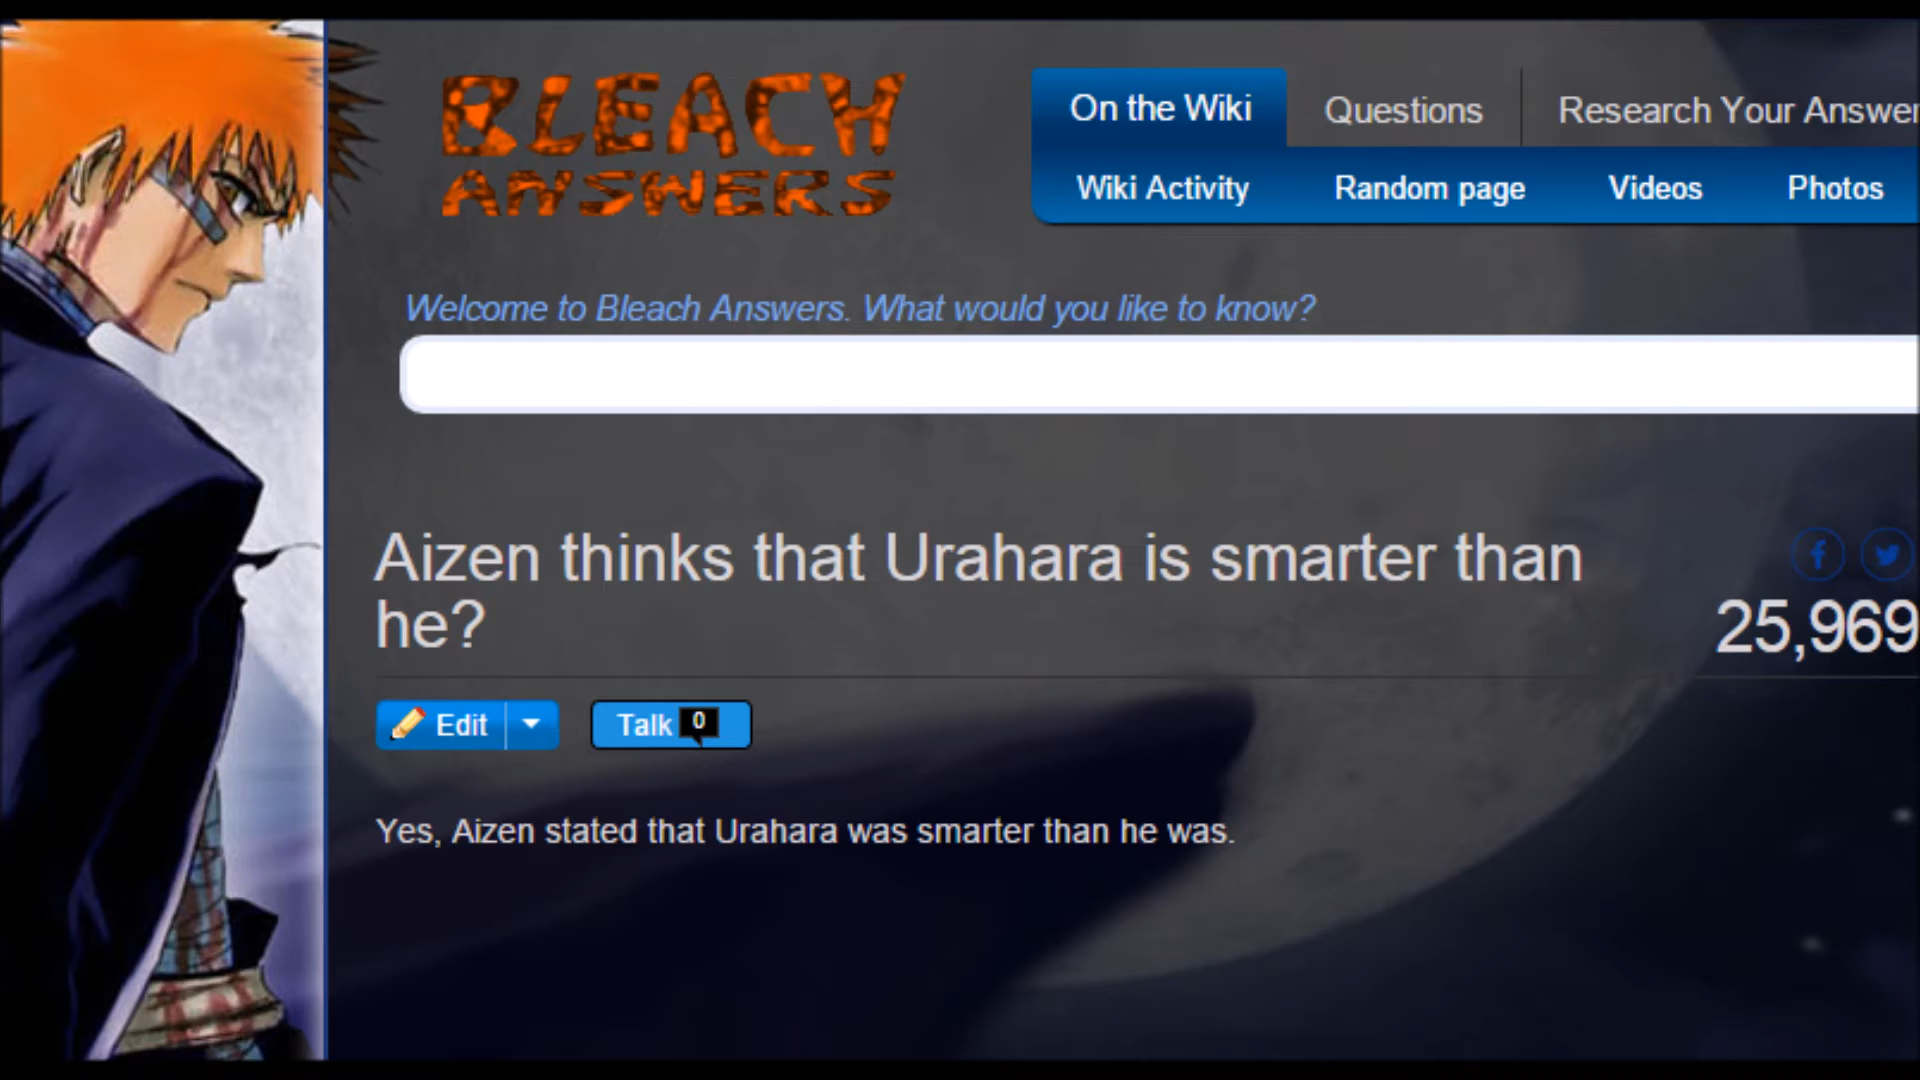 BLEACH
ANSWERS
On the Wiki
Questions
Research Your Answer
Wiki Activity
Random page
Videos
Photos
Welcome to Bleach Answers. What would you like to know?
Aizen thinks that Urahara is smarter than
he?
25,969
Edit
Talk 0
Yes, Aizen stated that Urahara was smarter than he was.